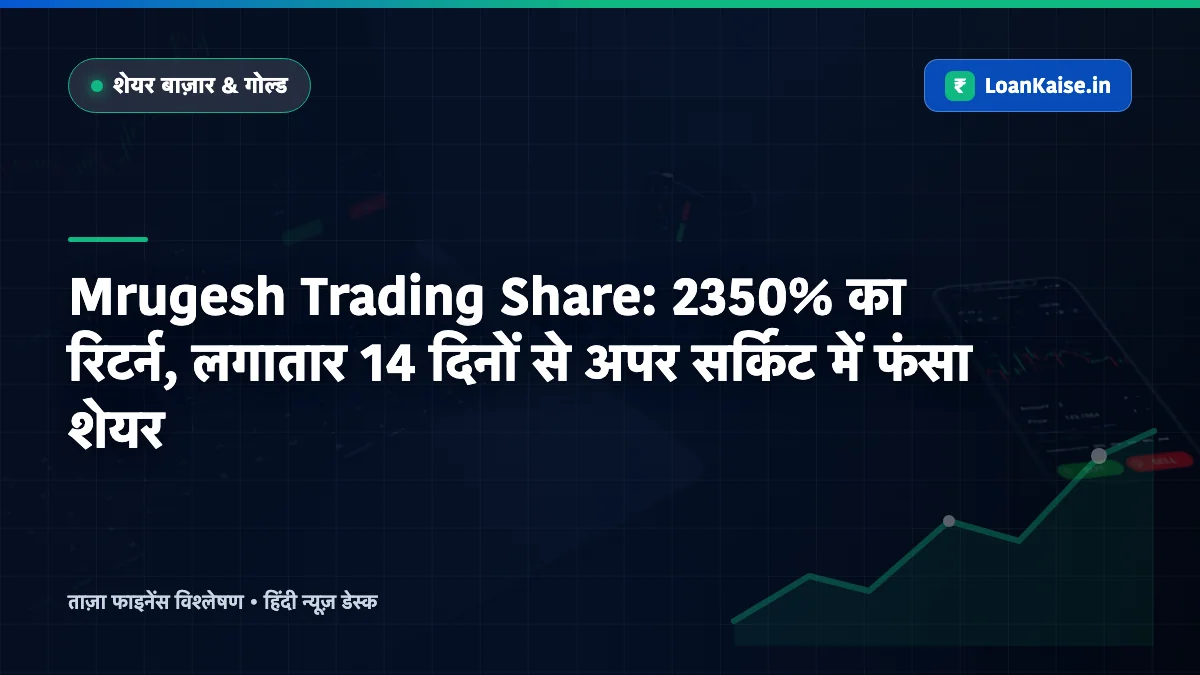 शेयर बाज़ार & गोल्ड
₹ LoanKaise.in
Mrugesh Trading Share: 2350% का
रिटर्न, लगातार 14 दिनों से अपर सर्किट में फंसा
शेयर
ताज़ा फाइनेंस विश्लेषण • हिंदी न्यूज़ डेस्क